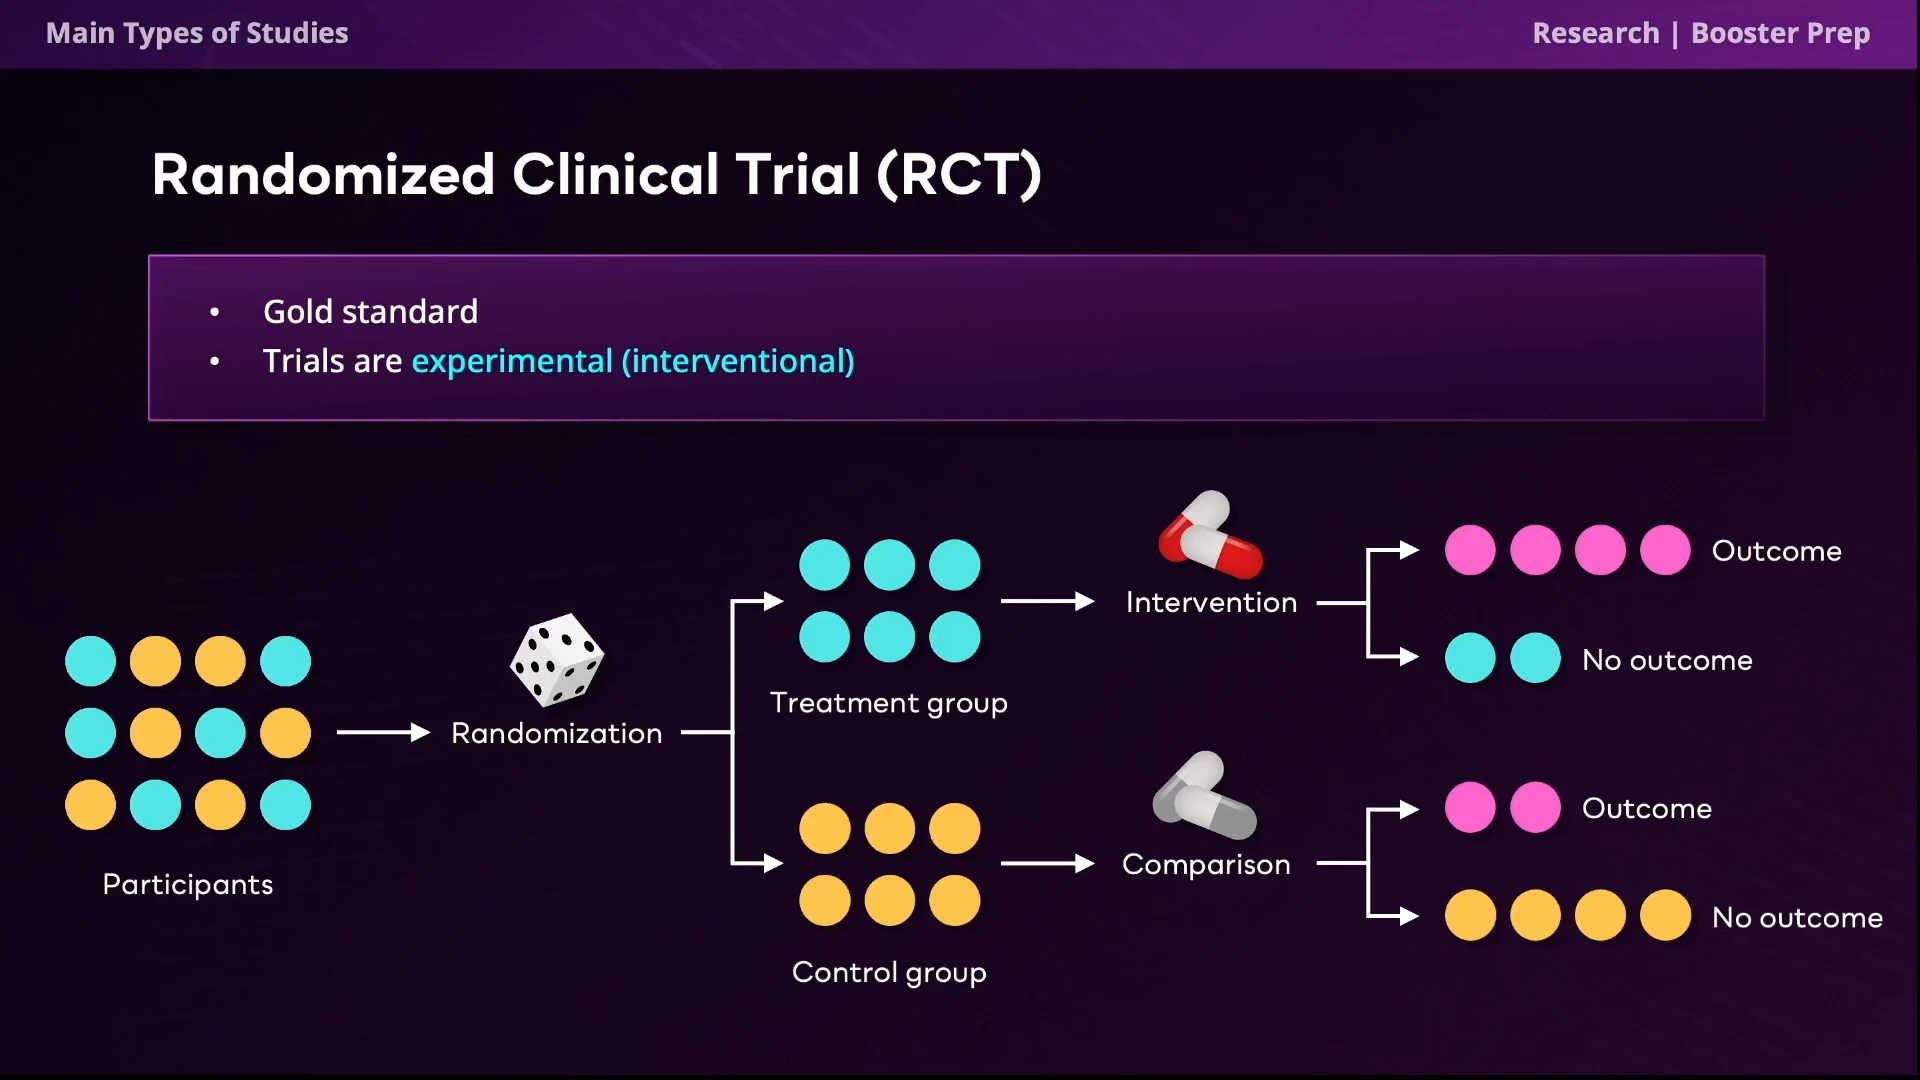 Main Types of Studies
Research | Booster Prep
Randomized Clinical Trial (RCT)
• Gold standard
• Trials are experimental (interventional)
Participants
Randomization
Treatment group
Control group
Intervention
Comparison
Outcome
No outcome
Outcome
No outcome